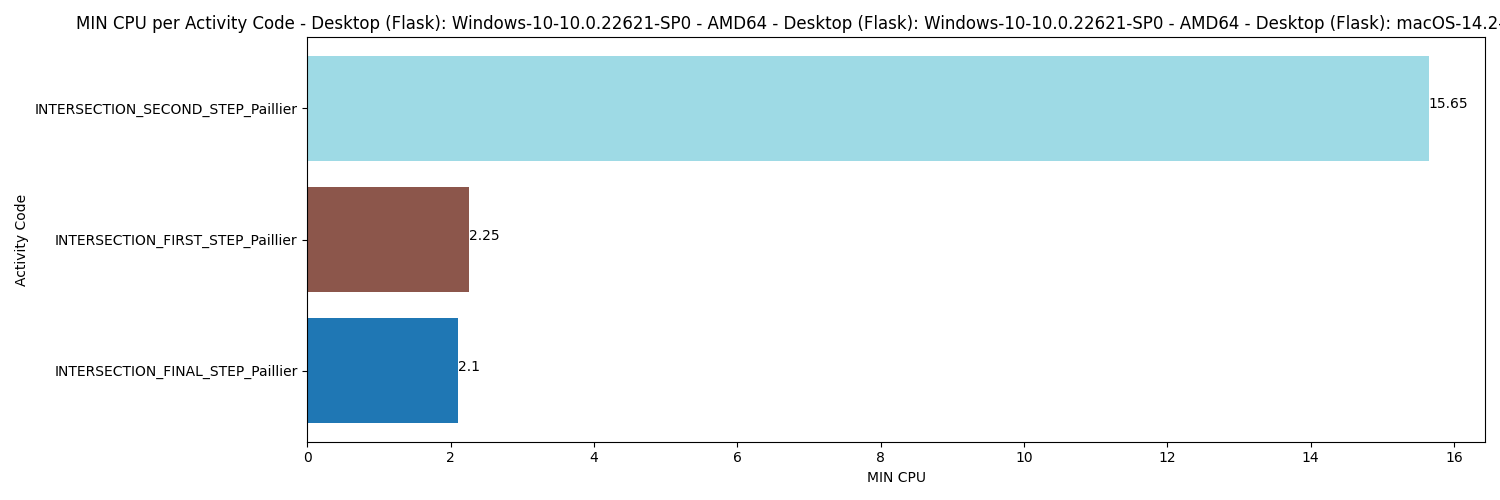 MIN CPU per Activity Code - Desktop (Flask): Windows-10-10.0.22621-SP0 - AMD64 - Desktop (Flask): Windows-10-10.0.22621-SP0 - AMD64 - Desktop (Flask): macOS-14.2-
INTERSECTION_SECOND_STEP_Paillier
15.65
INTERSECTION_FIRST_STEP_Paillier
2.25
INTERSECTION_FINAL_STEP_Paillier
2.1
Activity Code
0 2 4 6 8 10 12 14 16
MIN CPU